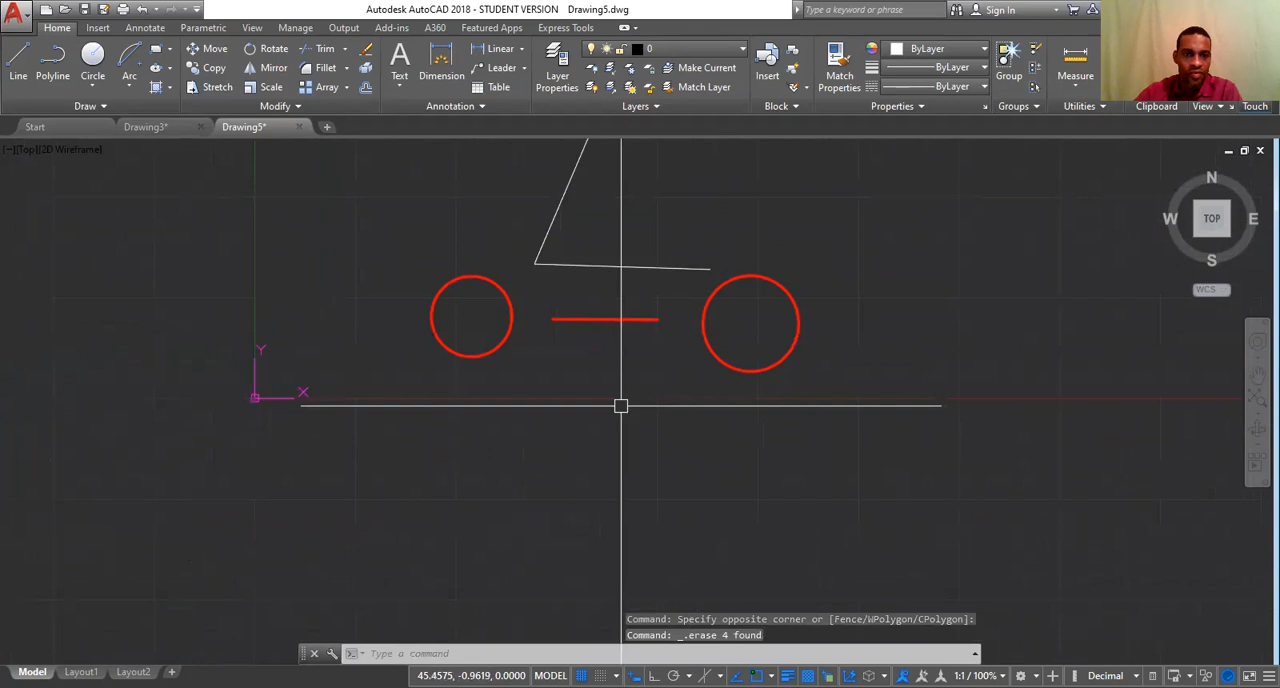 A Autodesk AutoCAD 2018 - STUDENT VERSION Drawing5.dwg Type a keyword or phrase Sign In
Home Insert Annotate Parametric View Manage Output Add-ins A360 Featured Apps Express Tools
Line Polyline Circle Arc Move Rotate Trim Text Dimension Linear Layer Properties 0 Insert Match Properties ByLayer Group Measure
Copy Mirror Fillet Leader Make Current ByLayer
Stretch Scale Array Table Match Layer ByLayer
Draw Modify Annotation Layers Block Properties Groups Utilities Clipboard View Touch
Start Drawing3* Drawing5* +
[−][Top][2D Wireframe]
N
W TOP E
S
WCS
Y
X
Command: Specify opposite corner or [Fence/WPolygon/CPolygon]:
Command: _.erase 4 found
Type a command
Model Layout1 Layout2 + 45.4575, -0.9619, 0.0000 MODEL 1:1 / 100% Decimal